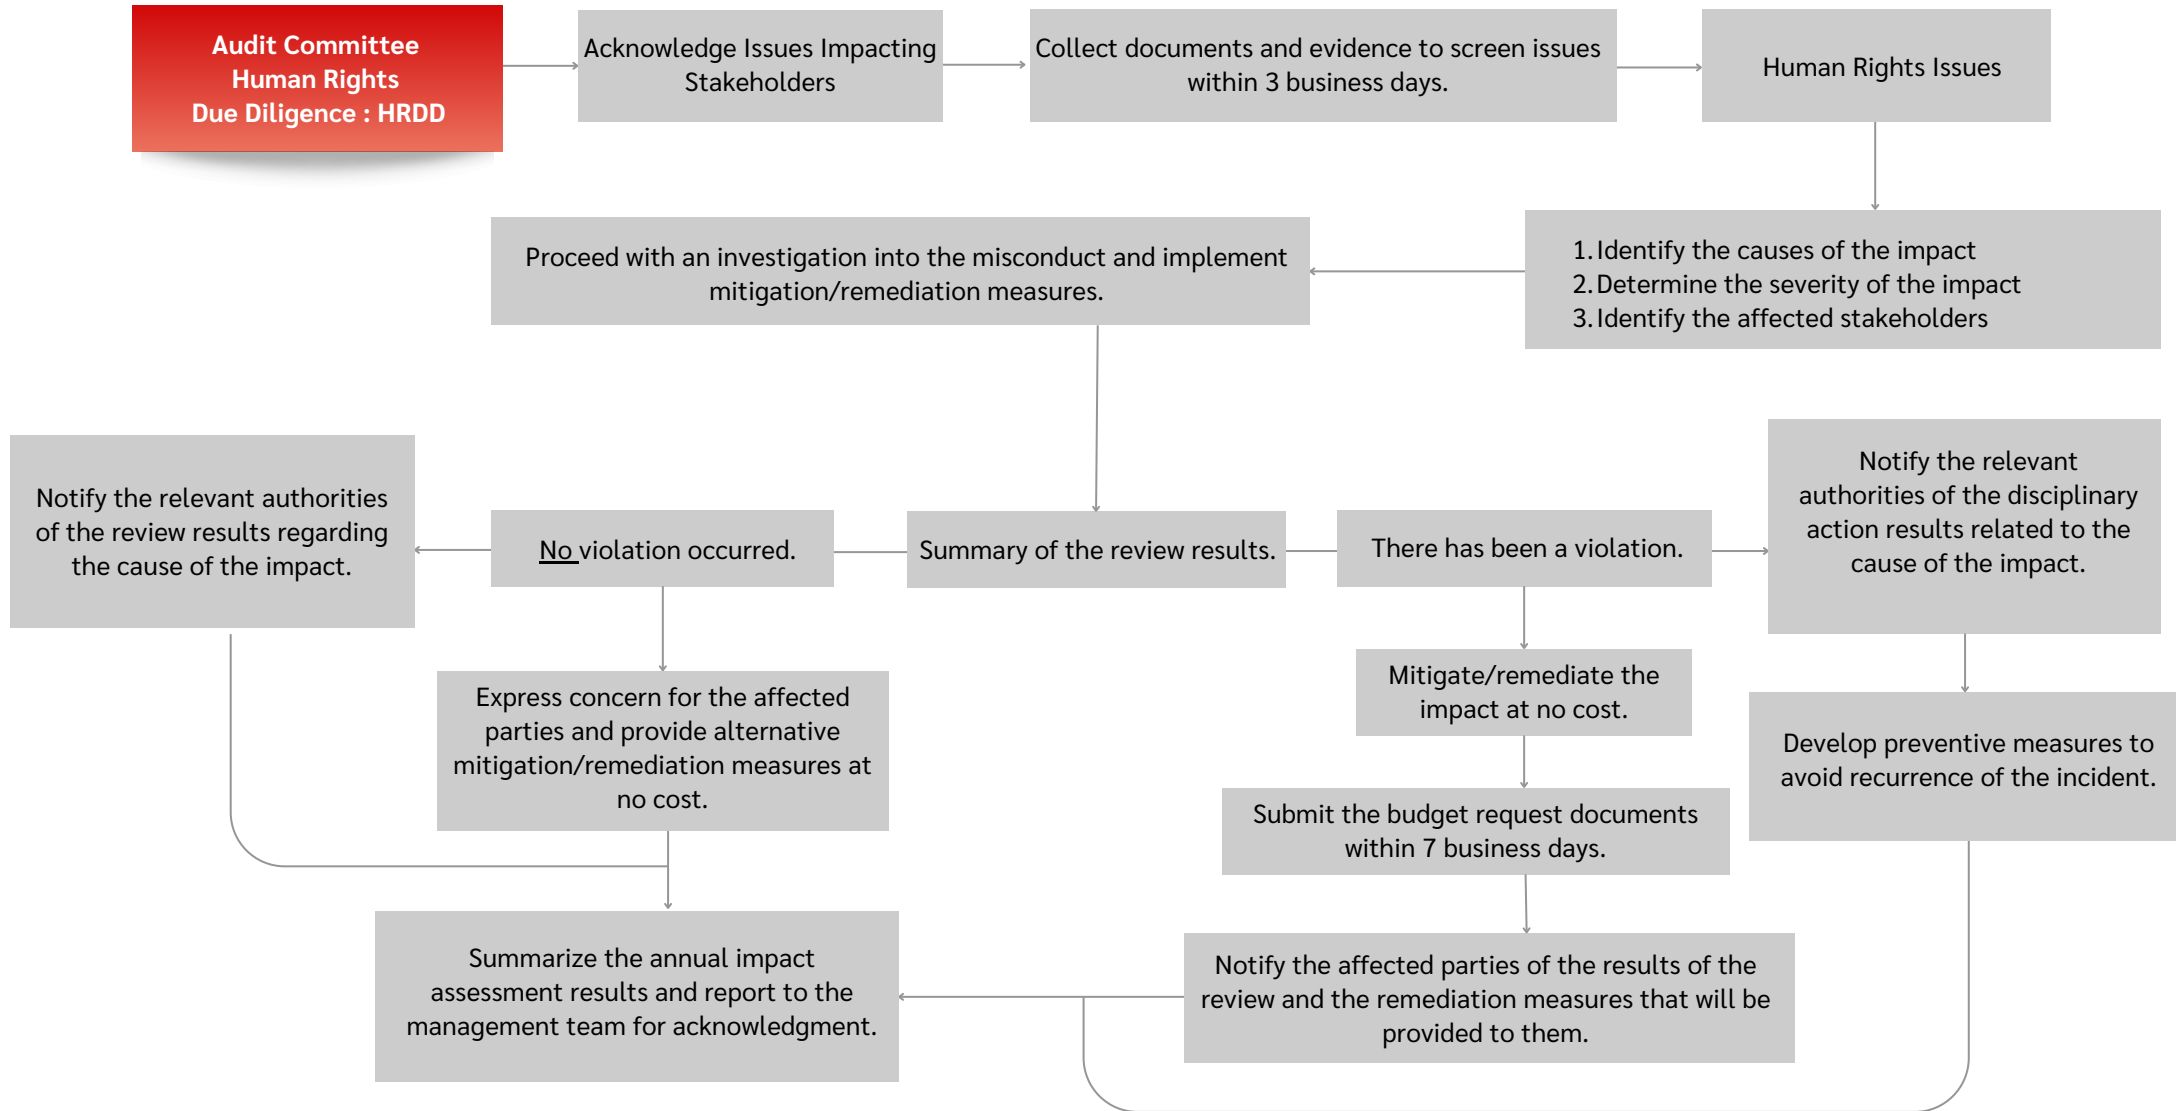 Audit Committee
Human Rights
Due Diligence : HRDD
Acknowledge Issues Impacting
Stakeholders
Collect documents and evidence to screen issues
within 3 business days.
Human Rights Issues
1. Identify the causes of the impact
2. Determine the severity of the impact
3. Identify the affected stakeholders
Proceed with an investigation into the misconduct and implement
mitigation/remediation measures.
Notify the relevant authorities
of the review results regarding
the cause of the impact.
No violation occurred.
Summary of the review results.
There has been a violation.
Notify the relevant
authorities of the disciplinary
action results related to the
cause of the impact.
Express concern for the affected
parties and provide alternative
mitigation/remediation measures at
no cost.
Mitigate/remediate the
impact at no cost.
Develop preventive measures to
avoid recurrence of the incident.
Submit the budget request documents
within 7 business days.
Summarize the annual impact
assessment results and report to the
management team for acknowledgment.
Notify the affected parties of the results of the
review and the remediation measures that will be
provided to them.